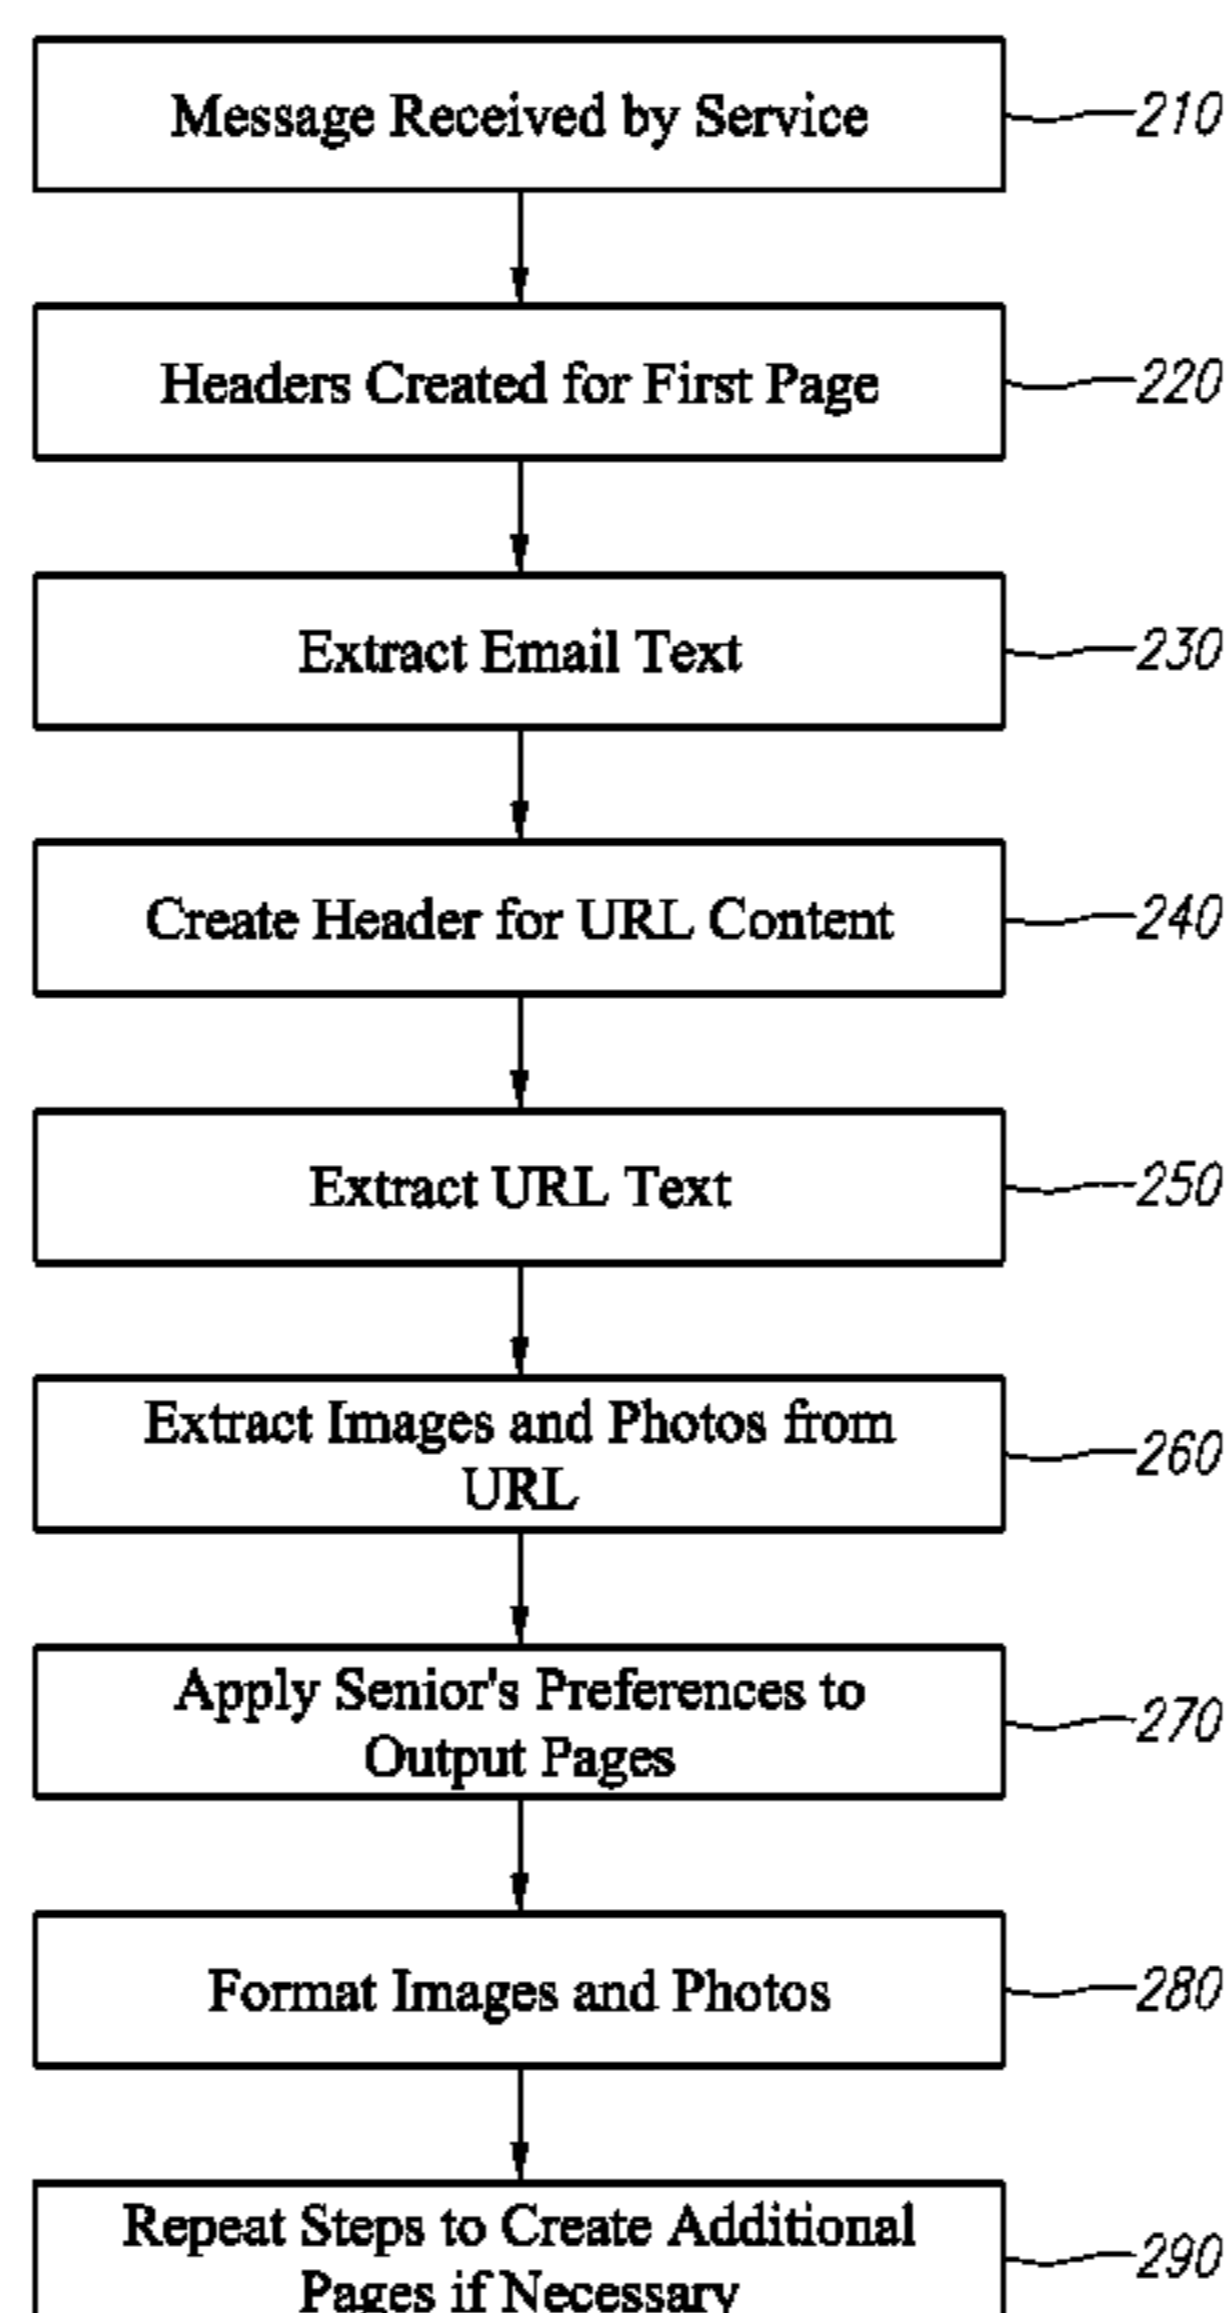 Message Received by Service
210
Headers Created for First Page
220
Extract Email Text
230
Create Header for URL Content
240
Extract URL Text
250
Extract Images and Photos from
URL
260
Apply Senior's Preferences to
Output Pages
270
Format Images and Photos
280
Repeat Steps to Create Additional
Pages if Necessary
290